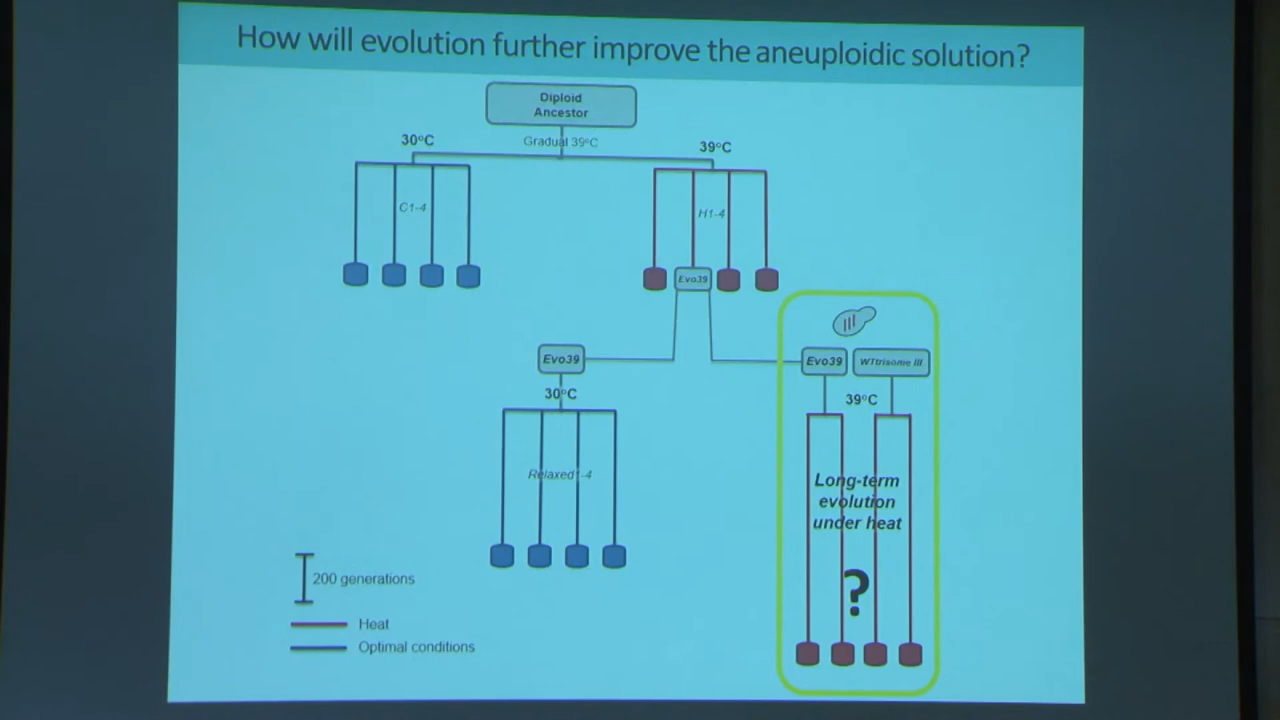 How will evolution further improve the aneuploidic solution?
Diploid
Ancestor
30°C
Gradual 39°C
39°C
C1-4
H1-4
Evo39
Evo39
Evo39
WTtrisome III
30°C
39°C
Relaxed1-4
Long-term
evolution
under heat
?
200 generations
Heat
Optimal conditions